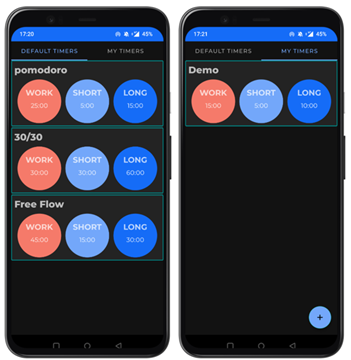 17:20
45%
DEFAULT TIMERS MY TIMERS
pomodoro
WORK SHORT LONG
25:00 5:00 15:00
30/30
WORK SHORT LONG
30:00 30:00 60:00
Free Flow
WORK SHORT LONG
45:00 15:00 30:00
17:21
45%
DEFAULT TIMERS MY TIMERS
Demo
WORK SHORT LONG
15:00 5:00 10:00
+